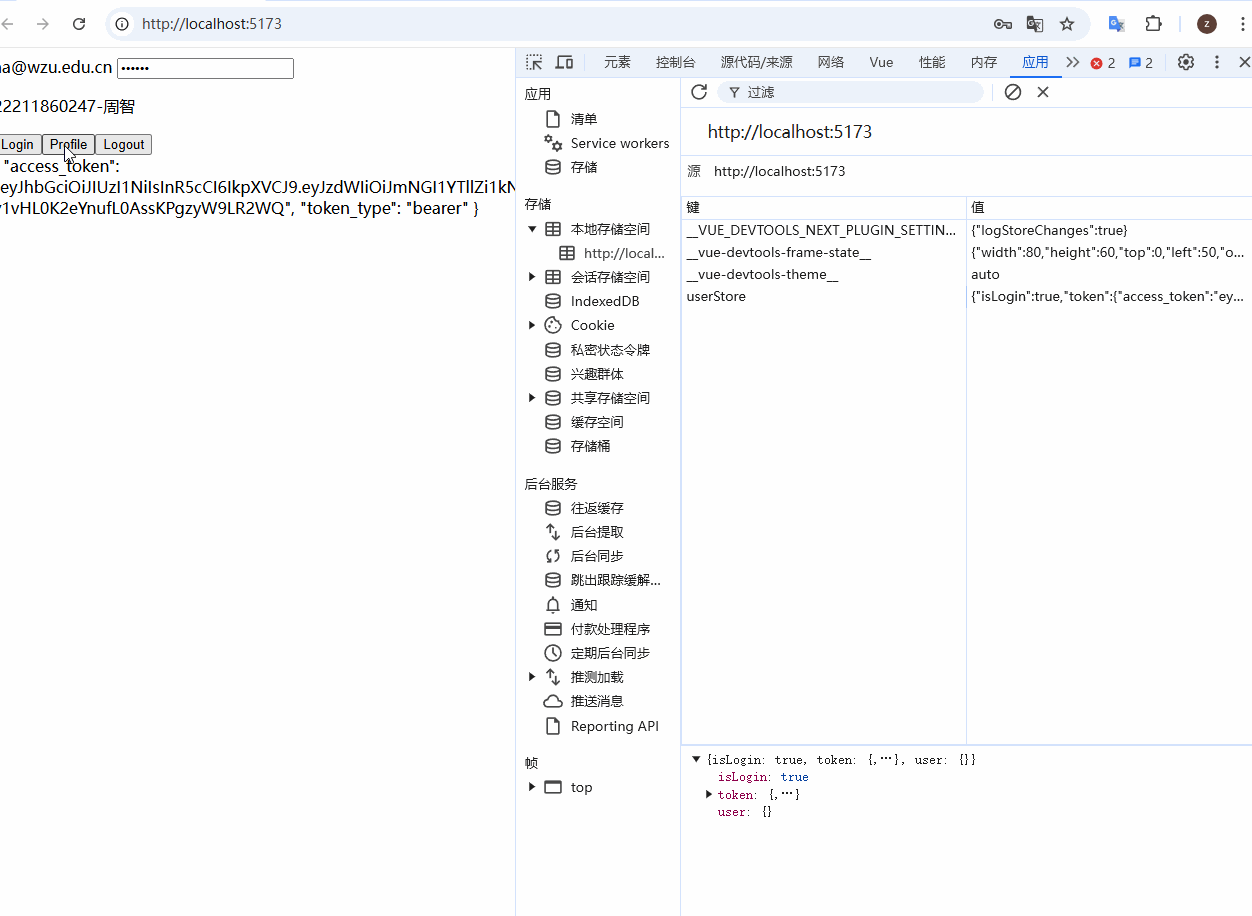 http://localhost:5173
z
a@wzu.edu.cn ••••••
22211860247-周智
Login Profile Logout
"access_token":
eyJhbGciOiJIUzI1NiIsInR5cCI6IkpXVCJ9.eyJzdWIiOiJmNGI1YTllZi1kN
1vHL0K2eYnufL0AssKPgzyW9LR2WQ", "token_type": "bearer" }
元素 控制台 源代码/来源 网络 Vue 性能 内存 应用 2 2
应用
清单
Service workers
存储
存储
本地存储空间
http://local...
会话存储空间
IndexedDB
Cookie
私密状态令牌
兴趣群体
共享存储空间
缓存空间
存储桶
后台服务
往返缓存
后台提取
后台同步
跳出跟踪缓解...
通知
付款处理程序
定期后台同步
推测加载
推送消息
Reporting API
帧
top
过滤
http://localhost:5173
源 http://localhost:5173
键 值
__VUE_DEVTOOLS_NEXT_PLUGIN_SETTIN... {"logStoreChanges":true}
__vue-devtools-frame-state__ {"width":80,"height":60,"top":0,"left":50,"o...
__vue-devtools-theme__ auto
userStore {"isLogin":true,"token":{"access_token":"ey...
{isLogin: true, token: {,…}, user: {}}
isLogin: true
token: {,…}
user: {}